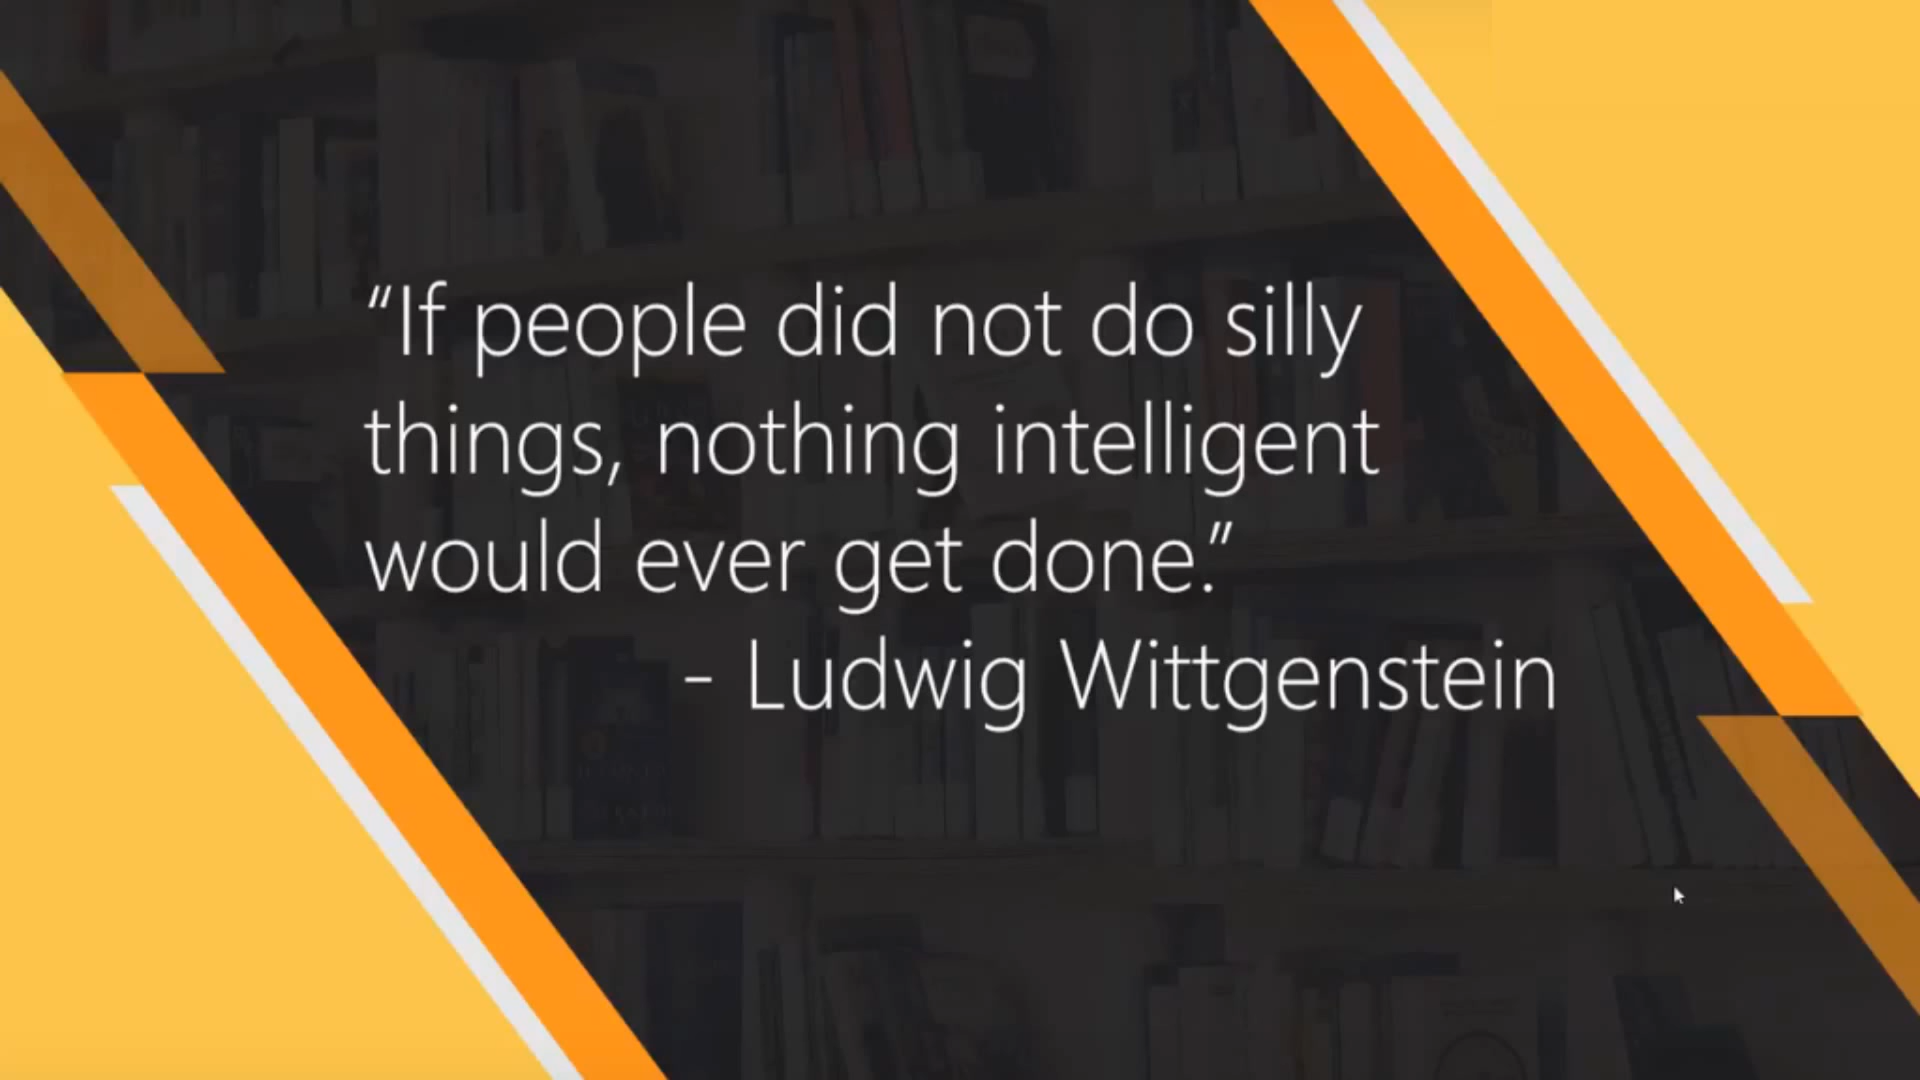 “If people did not do silly
things, nothing intelligent
would ever get done.”
- Ludwig Wittgenstein